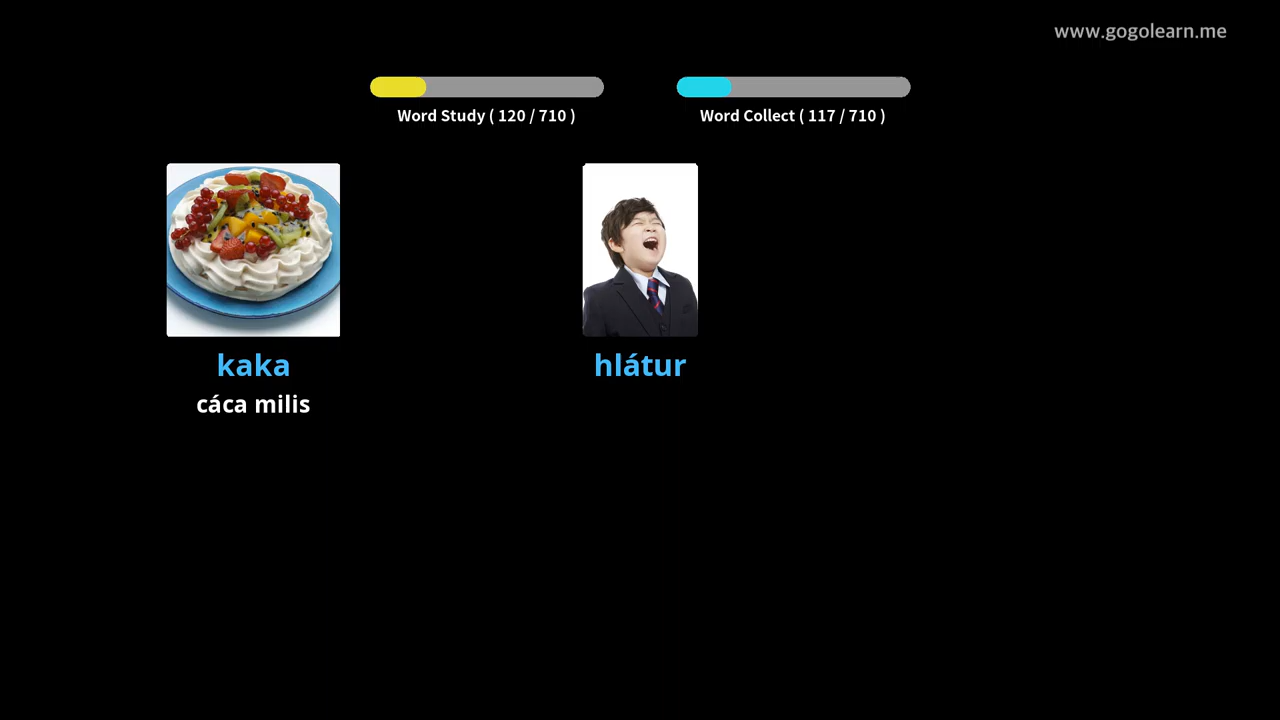 www.gogolearn.me
Word Study ( 120 / 710 )
Word Collect ( 117 / 710 )
kaka
cáca milis
hlátur